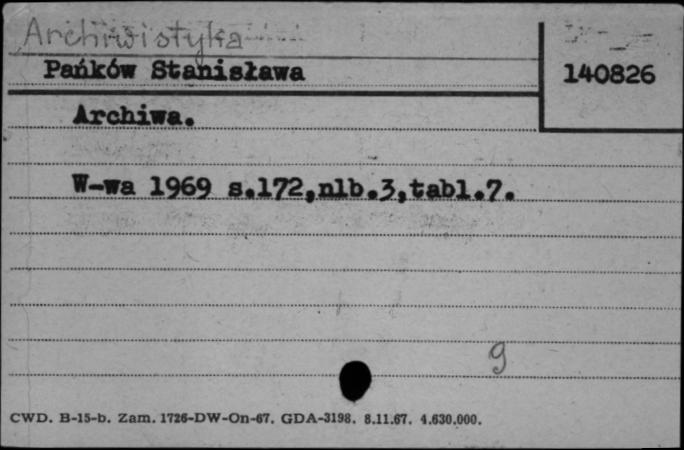 Archiwistyka
Pańków Stanisława
140826
Archiwa.
W-wa 1969 s.172,nlb.3,tabl.7.
g
CWD. B-15-b. Zam. 1726-DW-On-67. GDA-3198. 8.11.67. 4.630.000.